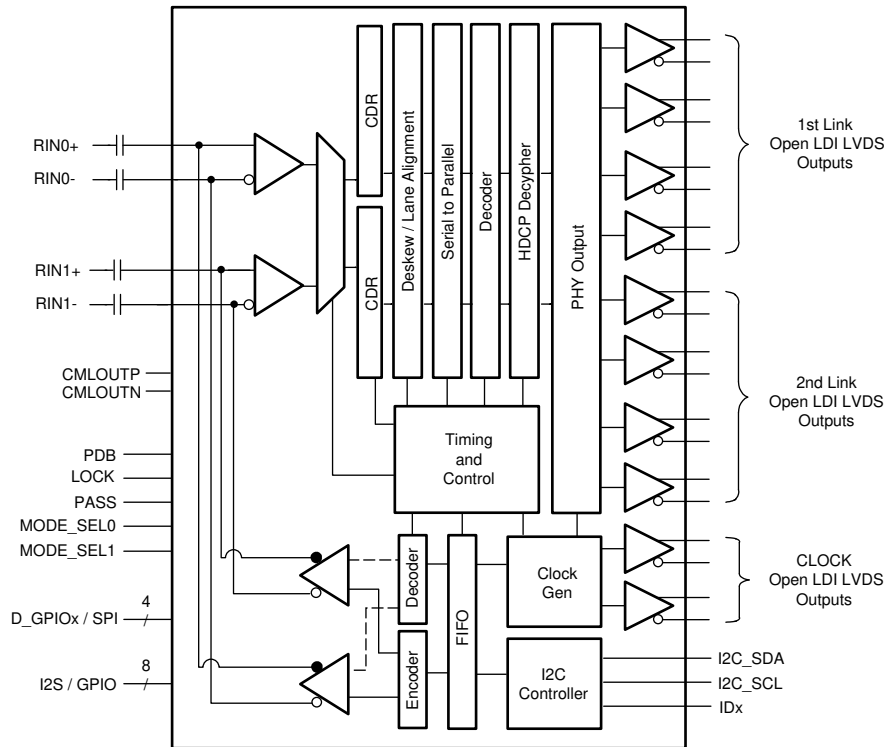 RIN0+
RIN0-
RIN1+
RIN1-
CMLOUTP
CMLOUTN
PDB
LOCK
PASS
MODE_SEL0
MODE_SEL1
D_GPIOx / SPI
4
I2S / GPIO
8
CDR
CDR
Deskew / Lane Alignment
Serial to Parallel
Decoder
HDCP Decypher
PHY Output
Timing
and
Control
Decoder
Encoder
FIFO
Clock
Gen
I2C
Controller
1st Link
Open LDI LVDS
Outputs
2nd Link
Open LDI LVDS
Outputs
CLOCK
Open LDI LVDS
Outputs
I2C_SDA
I2C_SCL
IDx